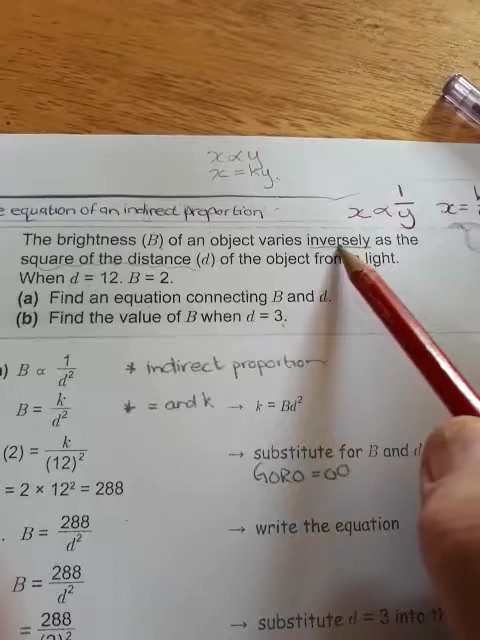 x ∝ y
x = ky.
equation of an indirect proportion
x ∝ 1/y x =
The brightness (B) of an object varies inversely as the
square of the distance (d) of the object from light.
When d = 12. B = 2.
(a) Find an equation connecting B and d.
(b) Find the value of B when d = 3.
) B ∝ 1/d² * indirect proportion
B = k/d² * = and k → k = Bd²
(2) = k/(12)² → substitute for B and d
GORO = OO
= 2 × 12² = 288
. B = 288/d² → write the equation
B = 288/d²
= 288/(3)² → substitute d = 3 into